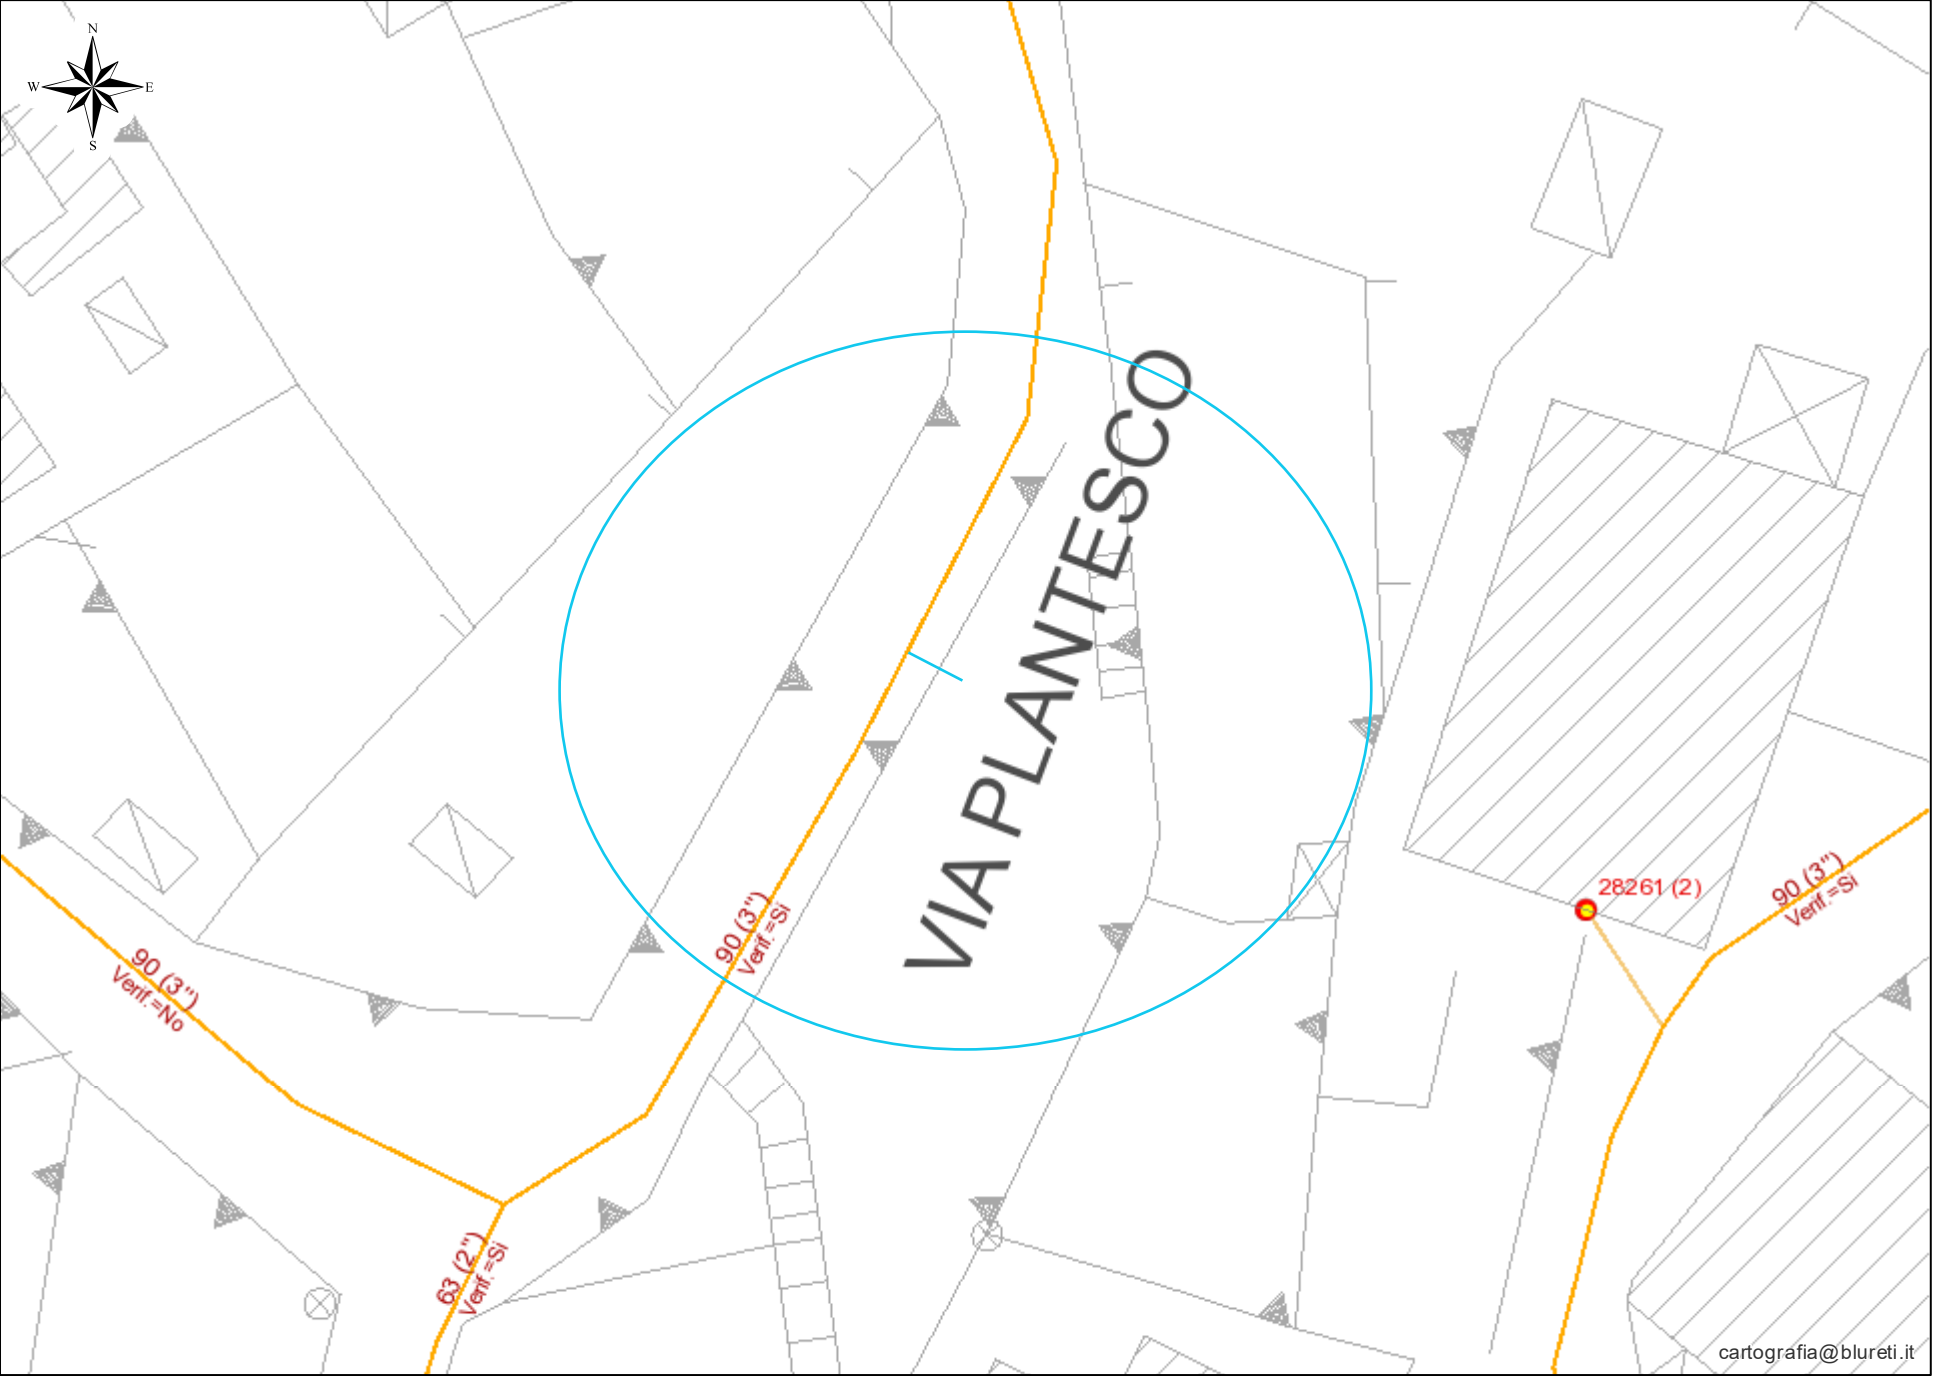 N
W E
S
VIA PLANTESCO
28261 (2)
90 (3")
Verif.=Si
90 (3")
Verif.=Si
90 (3")
Verif.=No
63 (2")
Verif.=Si
cartografia@blureti.it